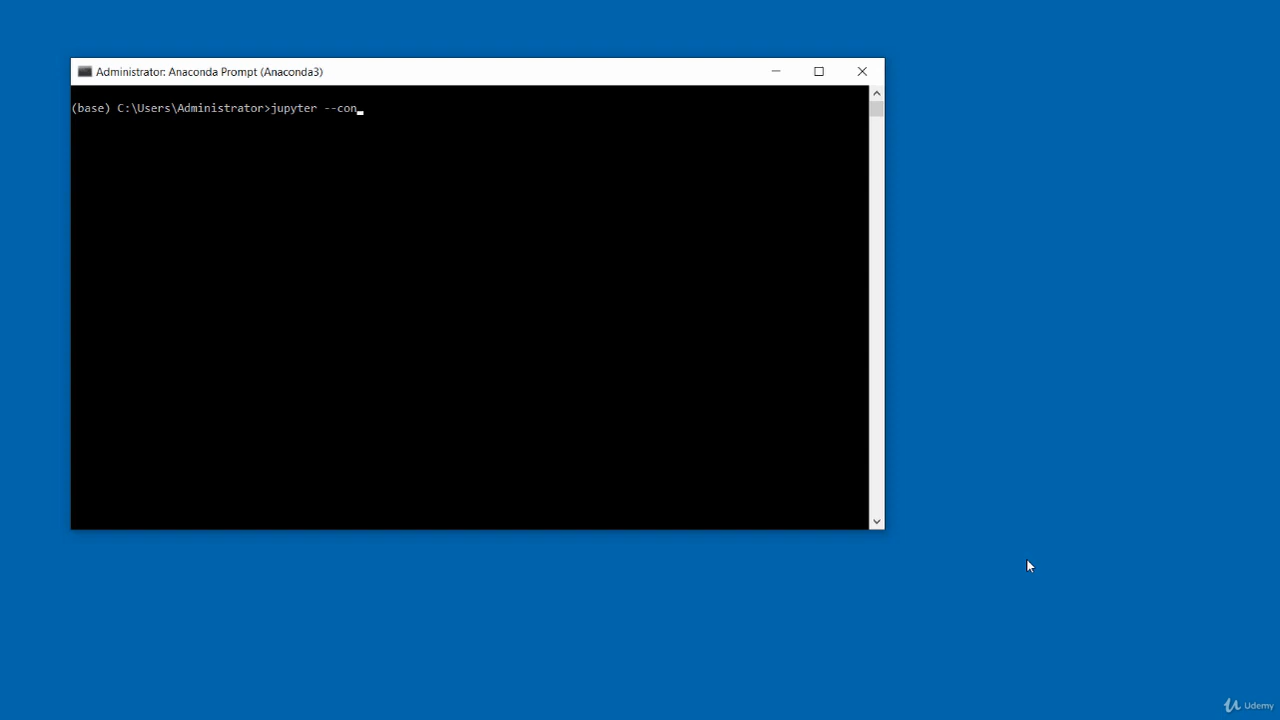 Administrator: Anaconda Prompt (Anaconda3)
(base) C:\Users\Administrator>jupyter --con
Udemy